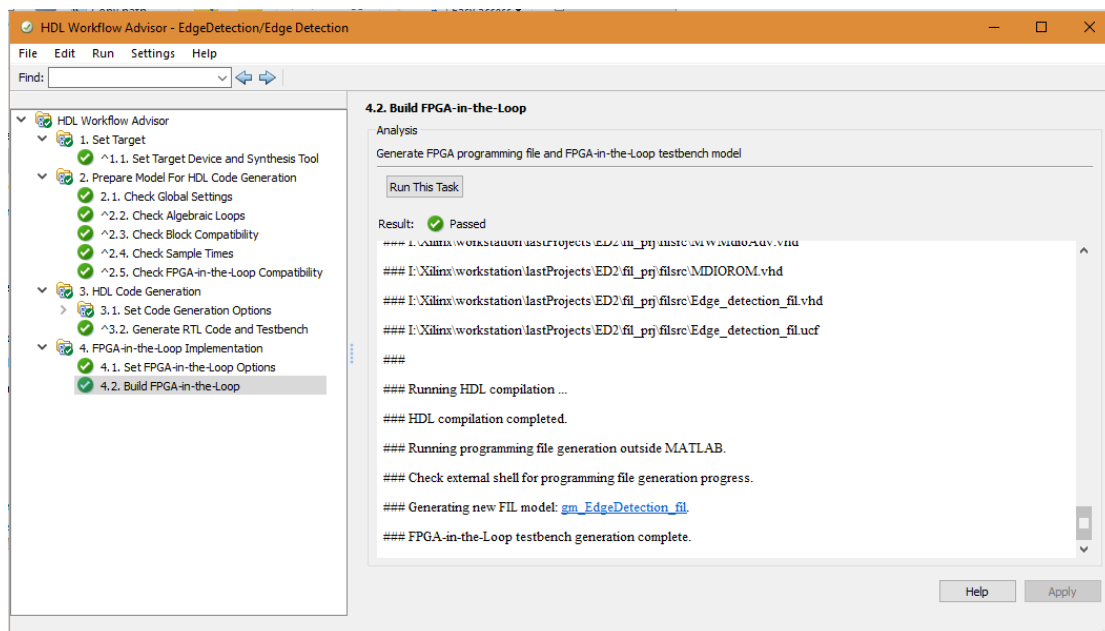 HDL Workflow Advisor - EdgeDetection/Edge Detection
File Edit Run Settings Help
Find:
HDL Workflow Advisor
1. Set Target
^1.1. Set Target Device and Synthesis Tool
2. Prepare Model For HDL Code Generation
2.1. Check Global Settings
^2.2. Check Algebraic Loops
^2.3. Check Block Compatibility
^2.4. Check Sample Times
^2.5. Check FPGA-in-the-Loop Compatibility
3. HDL Code Generation
3.1. Set Code Generation Options
^3.2. Generate RTL Code and Testbench
4. FPGA-in-the-Loop Implementation
4.1. Set FPGA-in-the-Loop Options
4.2. Build FPGA-in-the-Loop
4.2. Build FPGA-in-the-Loop
Analysis
Generate FPGA programming file and FPGA-in-the-Loop testbench model
Run This Task
Result: Passed
### I:\Xilinx\workstation\lastProjects\ED2\fil_prj\filsrc\MWMdioAdv.vhd
### I:\Xilinx\workstation\lastProjects\ED2\fil_prj\filsrc\MDIOROM.vhd
### I:\Xilinx\workstation\lastProjects\ED2\fil_prj\filsrc\Edge_detection_fil.vhd
### I:\Xilinx\workstation\lastProjects\ED2\fil_prj\filsrc\Edge_detection_fil.ucf
###
### Running HDL compilation ...
### HDL compilation completed.
### Running programming file generation outside MATLAB.
### Check external shell for programming file generation progress.
### Generating new FIL model: gm_EdgeDetection_fil.
### FPGA-in-the-Loop testbench generation complete.
Help
Apply